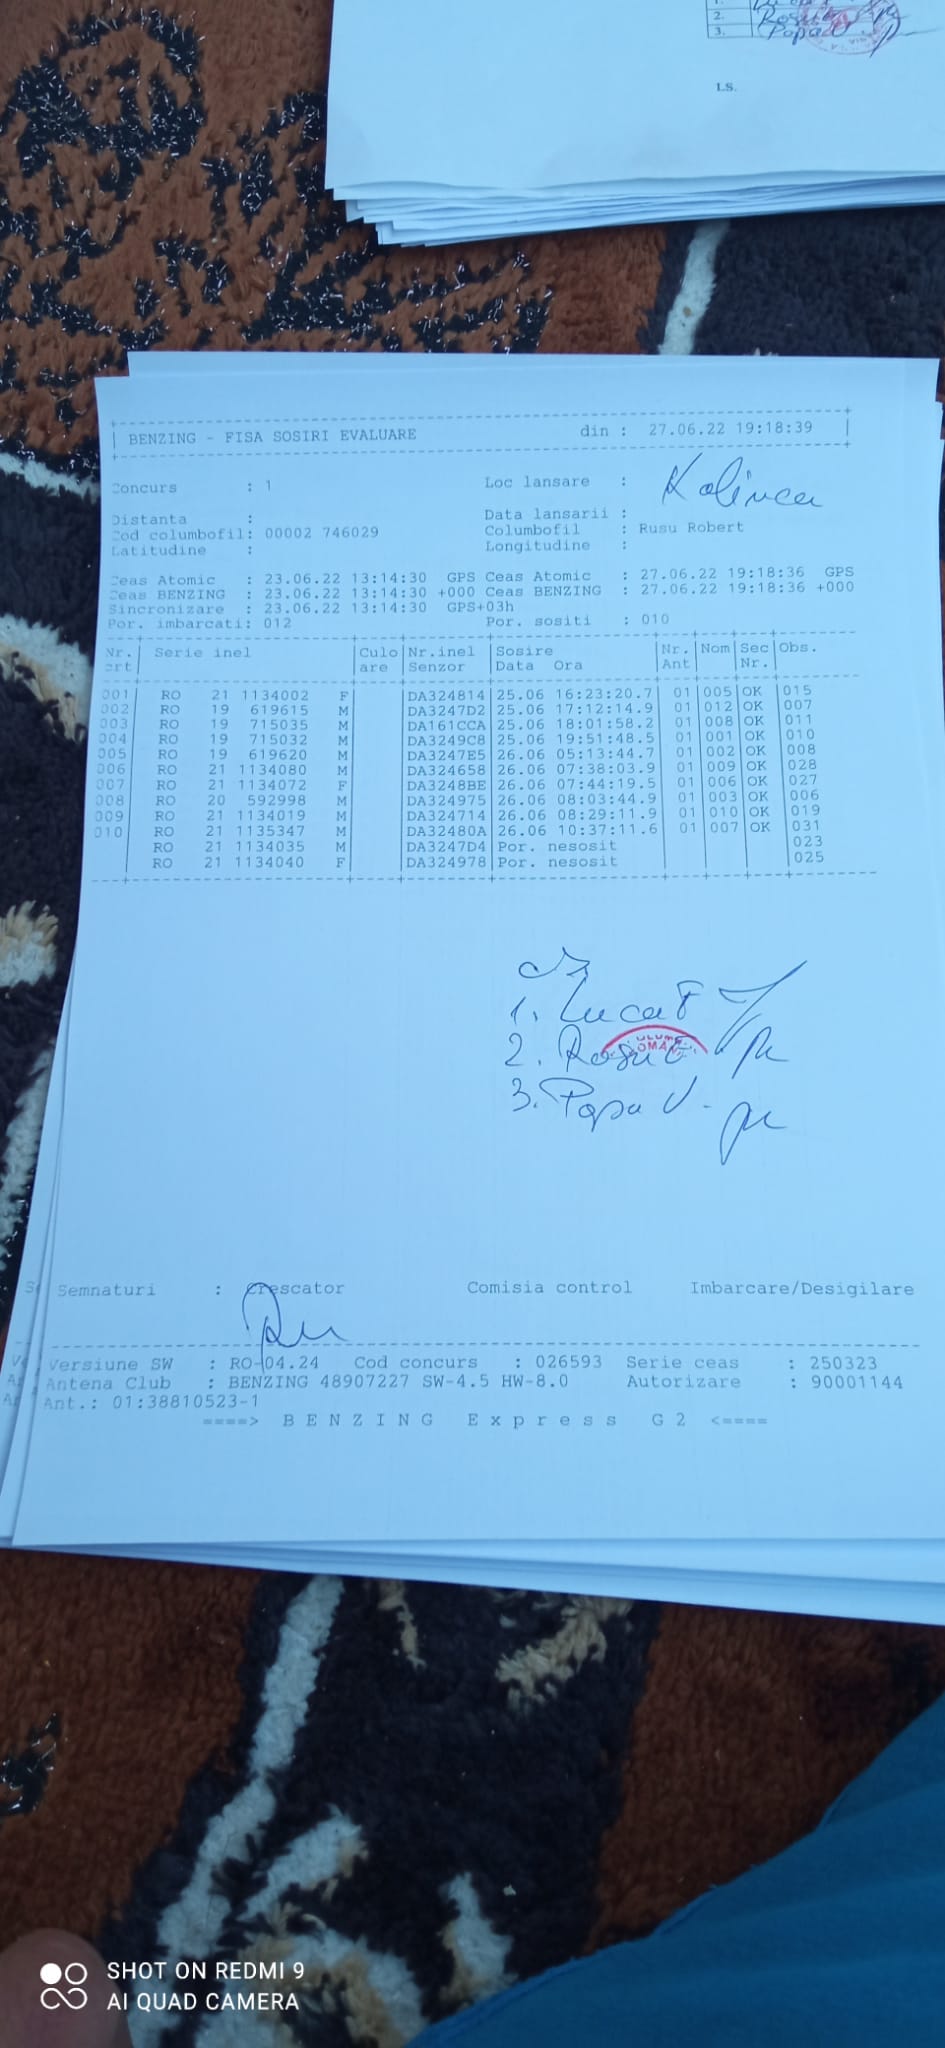 2. Rosu
3. Popa V.
LS.
BENZING - FISA SOSIRI EVALUARE din : 27.06.22 19:18:39
Concurs : 1 Loc lansare : Kalinca
Distanta : Data lansarii :
Cod columbofil: 00002 746029 Columbofil : Rusu Robert
Latitudine : Longitudine :
Ceas Atomic : 23.06.22 13:14:30 GPS Ceas Atomic : 27.06.22 19:18:36 GPS
Ceas BENZING : 23.06.22 13:14:30 +000 Ceas BENZING : 27.06.22 19:18:36 +000
Sincronizare : 23.06.22 13:14:30 GPS+03h
Por. imbarcati: 012 Por. sositi : 010
Nr. Serie inel Culo Nr.inel Sosire Nr. Nom Sec Obs.
crt are Senzor Data Ora Ant Nr.
001 RO 21 1134002 F DA324814 25.06 16:23:20.7 01 005 OK 015
002 RO 19 619615 M DA3247D2 25.06 17:12:14.9 01 012 OK 007
003 RO 19 715035 M DA161CCA 25.06 18:01:58.2 01 008 OK 011
004 RO 19 715032 M DA3249C8 25.06 19:51:48.5 01 001 OK 010
005 RO 19 619620 M DA3247E5 26.06 05:13:44.7 01 002 OK 008
006 RO 21 1134080 M DA324658 26.06 07:38:03.9 01 009 OK 028
007 RO 21 1134072 F DA3248BE 26.06 07:44:19.5 01 006 OK 027
008 RO 20 592998 M DA324975 26.06 08:03:44.9 01 003 OK 006
009 RO 21 1134019 M DA324714 26.06 08:29:11.9 01 010 OK 019
010 RO 21 1135347 M DA32480A 26.06 10:37:11.6 01 007 OK 031
RO 21 1134035 M DA3247D4 Por. nesosit 023
RO 21 1134040 F DA324978 Por. nesosit 025
1. Luca F
2. Rosu E
3. Popa V.
Semnaturi : Crescator Comisia control Imbarcare/Desigilare
Versiune SW : RO-04.24 Cod concurs : 026593 Serie ceas : 250323
Antena Club : BENZING 48907227 SW-4.5 HW-8.0 Autorizare : 90001144
Ant.: 01:38810523-1
====> B E N Z I N G E x p r e s s G 2 <====
SHOT ON REDMI 9
AI QUAD CAMERA